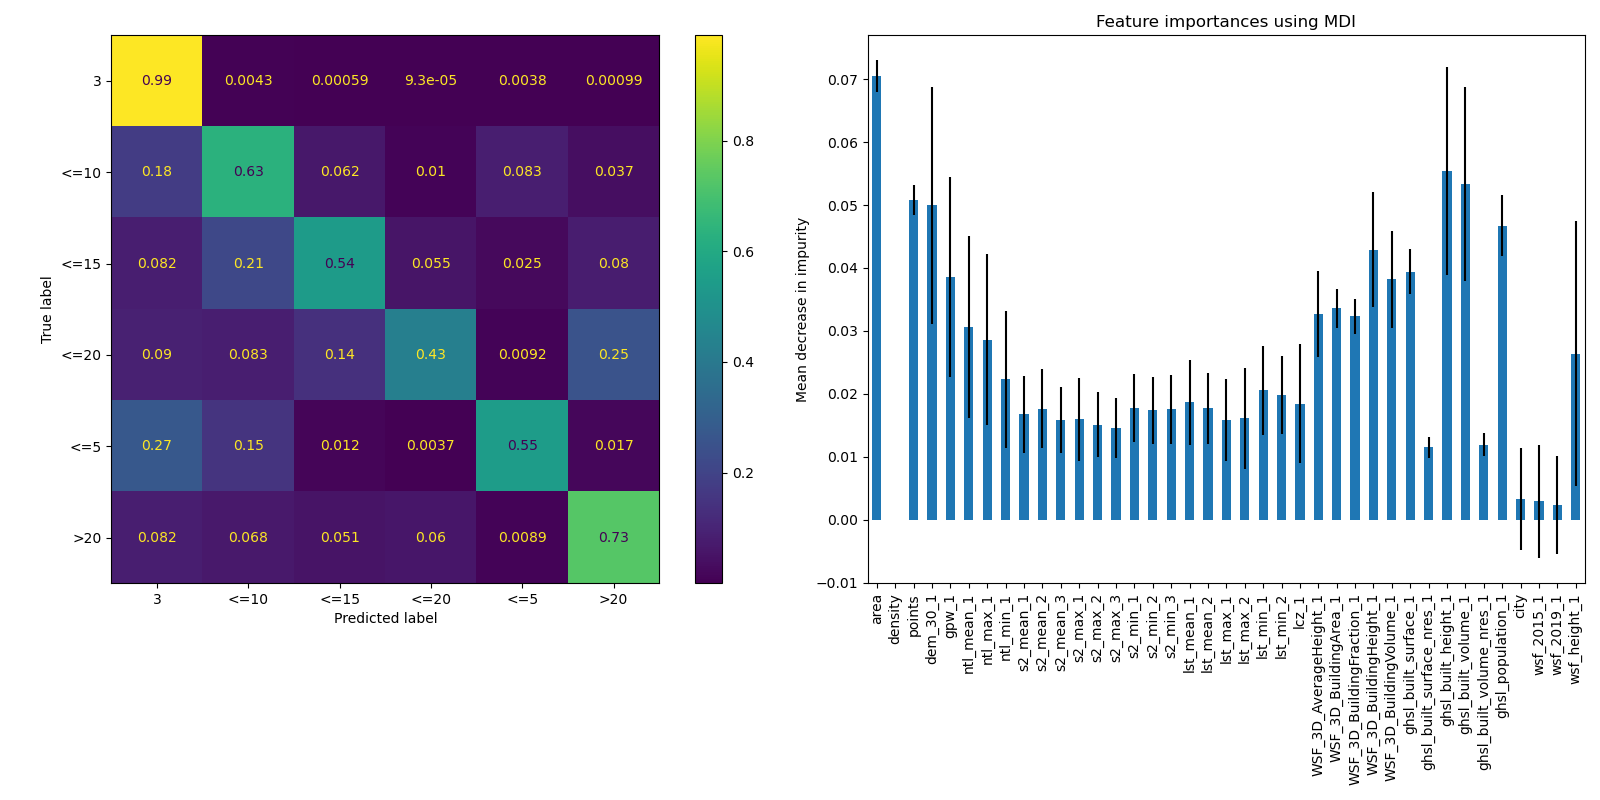 3 0.99 0.0043 0.00059 9.3e-05 0.0038 0.00099
<=10 0.18 0.63 0.062 0.01 0.083 0.037
<=15 0.082 0.21 0.54 0.055 0.025 0.08
<=20 0.09 0.083 0.14 0.43 0.0092 0.25
<=5 0.27 0.15 0.012 0.0037 0.55 0.017
>20 0.082 0.068 0.051 0.06 0.0089 0.73
3 <=10 <=15 <=20 <=5 >20
Predicted label
True label
0.8
0.6
0.4
0.2
Feature importances using MDI
Mean decrease in impurity
0.07
0.06
0.05
0.04
0.03
0.02
0.01
0.00
−0.01
area
density
points
dem_30_1
gpw_1
ntl_mean_1
ntl_max_1
ntl_min_1
s2_mean_1
s2_mean_2
s2_mean_3
s2_max_1
s2_max_2
s2_max_3
s2_min_1
s2_min_2
s2_min_3
lst_mean_1
lst_mean_2
lst_max_1
lst_max_2
lst_min_1
lst_min_2
lcz_1
WSF_3D_AverageHeight_1
WSF_3D_BuildingArea_1
WSF_3D_BuildingFraction_1
WSF_3D_BuildingHeight_1
WSF_3D_BuildingVolume_1
ghsl_built_surface_1
ghsl_built_surface_nres_1
ghsl_built_height_1
ghsl_built_volume_1
ghsl_built_volume_nres_1
ghsl_population_1
city
wsf_2015_1
wsf_2019_1
wsf_height_1